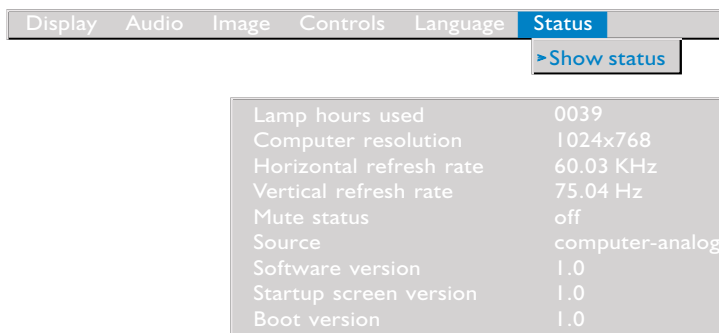 Display Audio Image Controls Language Status
➤Show status
Lamp hours used 0039
Computer resolution 1024x768
Horizontal refresh rate 60.03 KHz
Vertical refresh rate 75.04 Hz
Mute status off
Source computer-analog
Software version 1.0
Startup screen version 1.0
Boot version 1.0